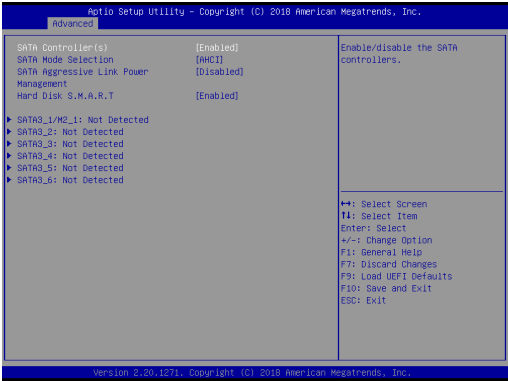 Aptio Setup Utility – Copyright (C) 2018 American Megatrends, Inc.
Advanced
SATA Controller(s) [Enabled]
SATA Mode Selection [AHCI]
SATA Aggressive Link Power [Disabled]
Management
Hard Disk S.M.A.R.T [Enabled]
SATA3_1/M2_1: Not Detected
SATA3_2: Not Detected
SATA3_3: Not Detected
SATA3_4: Not Detected
SATA3_5: Not Detected
SATA3_6: Not Detected
Enable/disable the SATA
controllers.
↔: Select Screen
↑↓: Select Item
Enter: Select
+/-: Change Option
F1: General Help
F7: Discard Changes
F9: Load UEFI Defaults
F10: Save and Exit
ESC: Exit
Version 2.20.1271. Copyright (C) 2018 American Megatrends, Inc.